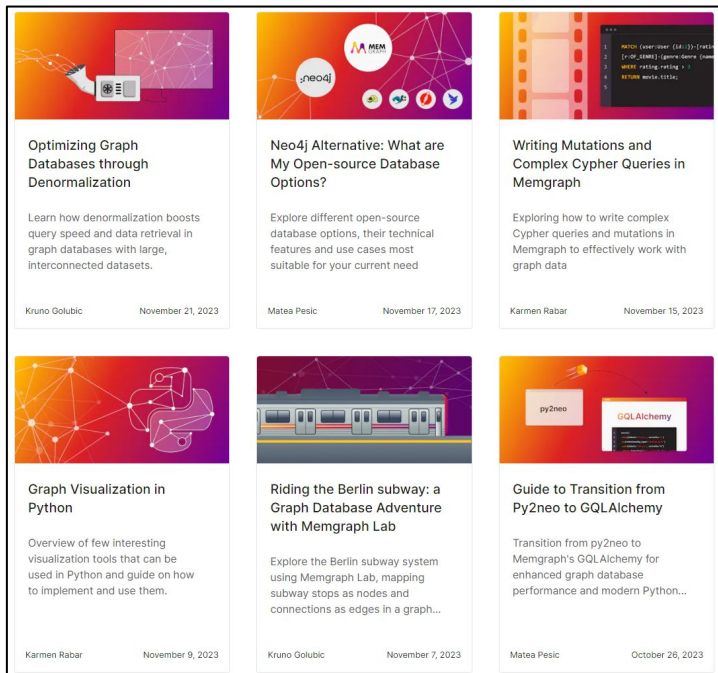 :neo4j
MEM
GRAPH
MATCH (user:User {id:1})-[ratin
[r:OF_GENRE]-(genre:Genre {name
WHERE rating.rating > 3
RETURN movie.title;
1
2
3
4
5
Optimizing Graph
Databases through
Denormalization
Learn how denormalization boosts
query speed and data retrieval in
graph databases with large,
interconnected datasets.
Kruno Golubic
November 21, 2023
Neo4j Alternative: What are
My Open-source Database
Options?
Explore different open-source
database options, their technical
features and use cases most
suitable for your current need
Matea Pesic
November 17, 2023
Writing Mutations and
Complex Cypher Queries in
Memgraph
Exploring how to write complex
Cypher queries and mutations in
Memgraph to effectively work with
graph data
Karmen Rabar
November 15, 2023
py2neo
GQLAlchemy
Graph Visualization in
Python
Overview of few interesting
visualization tools that can be
used in Python and guide on how
to implement and use them.
Karmen Rabar
November 9, 2023
Riding the Berlin subway: a
Graph Database Adventure
with Memgraph Lab
Explore the Berlin subway system
using Memgraph Lab, mapping
subway stops as nodes and
connections as edges in a graph...
Kruno Golubic
November 7, 2023
Guide to Transition from
Py2neo to GQLAlchemy
Transition from py2neo to
Memgraph's GQLAlchemy for
enhanced graph database
performance and modern Python...
Matea Pesic
October 26, 2023